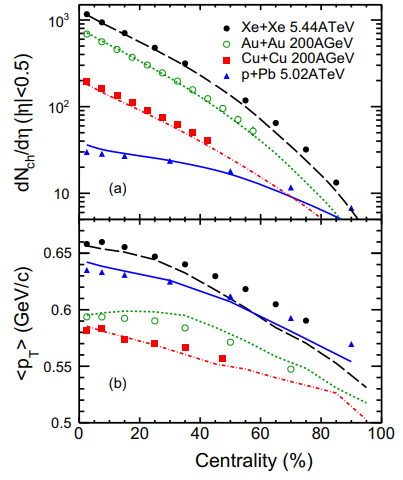 10³
Xe+Xe 5.44ATeV
Au+Au 200AGeV
Cu+Cu 200AGeV
p+Pb 5.02ATeV
10²
dN_ch/dη (|h|<0.5)
10
(a)
0.65
0.6
<p_T> (GeV/c)
0.55
(b)
0.5
0 20 40 60 80 100
Centrality (%)